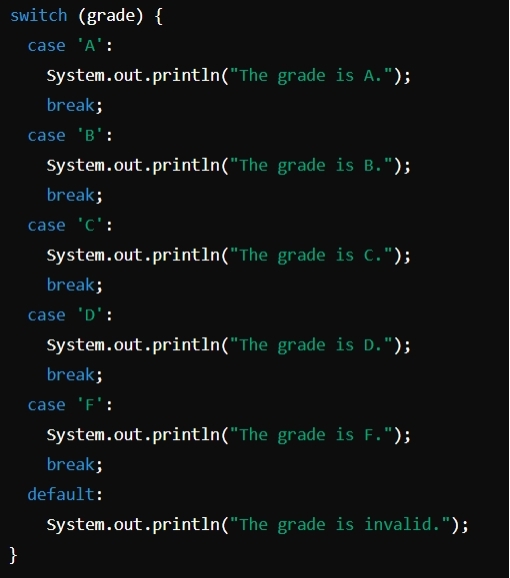 switch (grade) {
  case 'A':
    System.out.println("The grade is A.");
    break;
  case 'B':
    System.out.println("The grade is B.");
    break;
  case 'C':
    System.out.println("The grade is C.");
    break;
  case 'D':
    System.out.println("The grade is D.");
    break;
  case 'F':
    System.out.println("The grade is F.");
    break;
  default:
    System.out.println("The grade is invalid.");
}